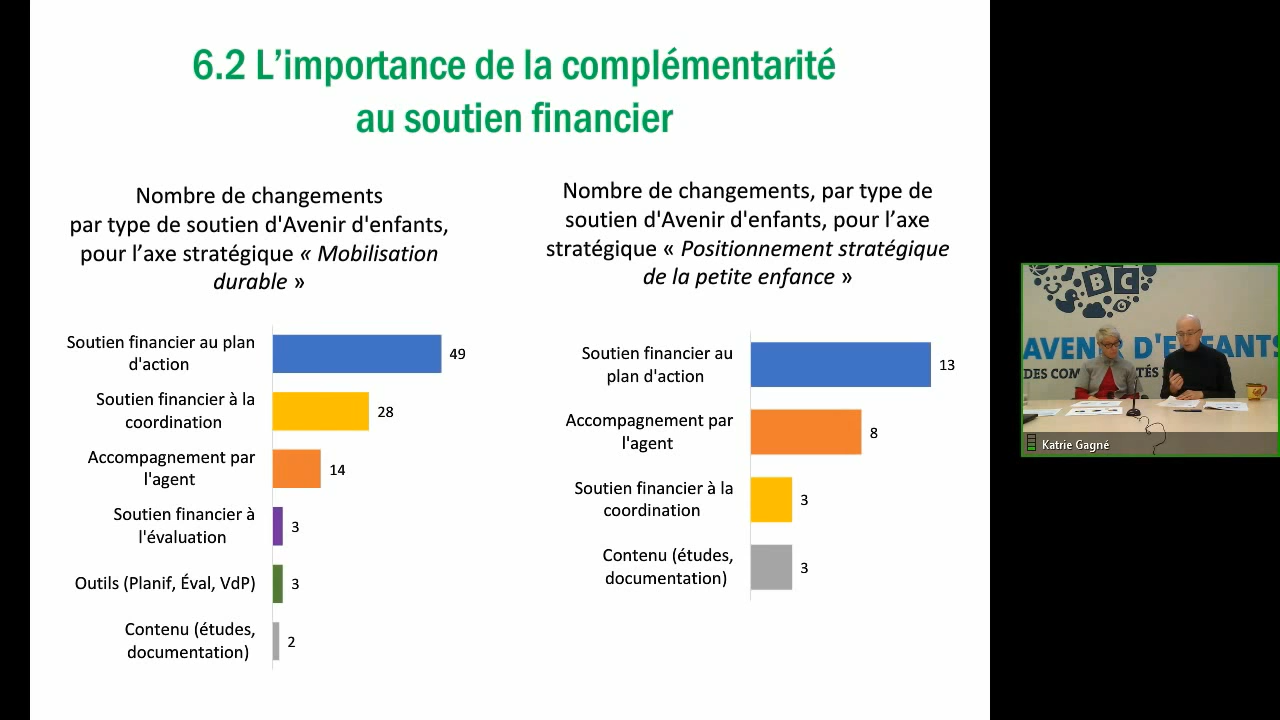 6.2 L’importance de la complémentarité
au soutien financier
Nombre de changements
par type de soutien d'Avenir d'enfants,
pour l’axe stratégique « Mobilisation
durable »
Soutien financier au plan
d'action
49
Soutien financier à la
coordination
28
Accompagnement par
l'agent
14
Soutien financier à
l'évaluation
3
Outils (Planif, Éval, VdP)
3
Contenu (études,
documentation)
2
Nombre de changements, par type de
soutien d'Avenir d'enfants, pour l’axe
stratégique « Positionnement stratégique
de la petite enfance »
Soutien financier au
plan d'action
13
Accompagnement par
l'agent
8
Soutien financier à la
coordination
3
Contenu (études,
documentation)
3
B C
AVENIR D'ENFANTS
DES
Katrie Gagné